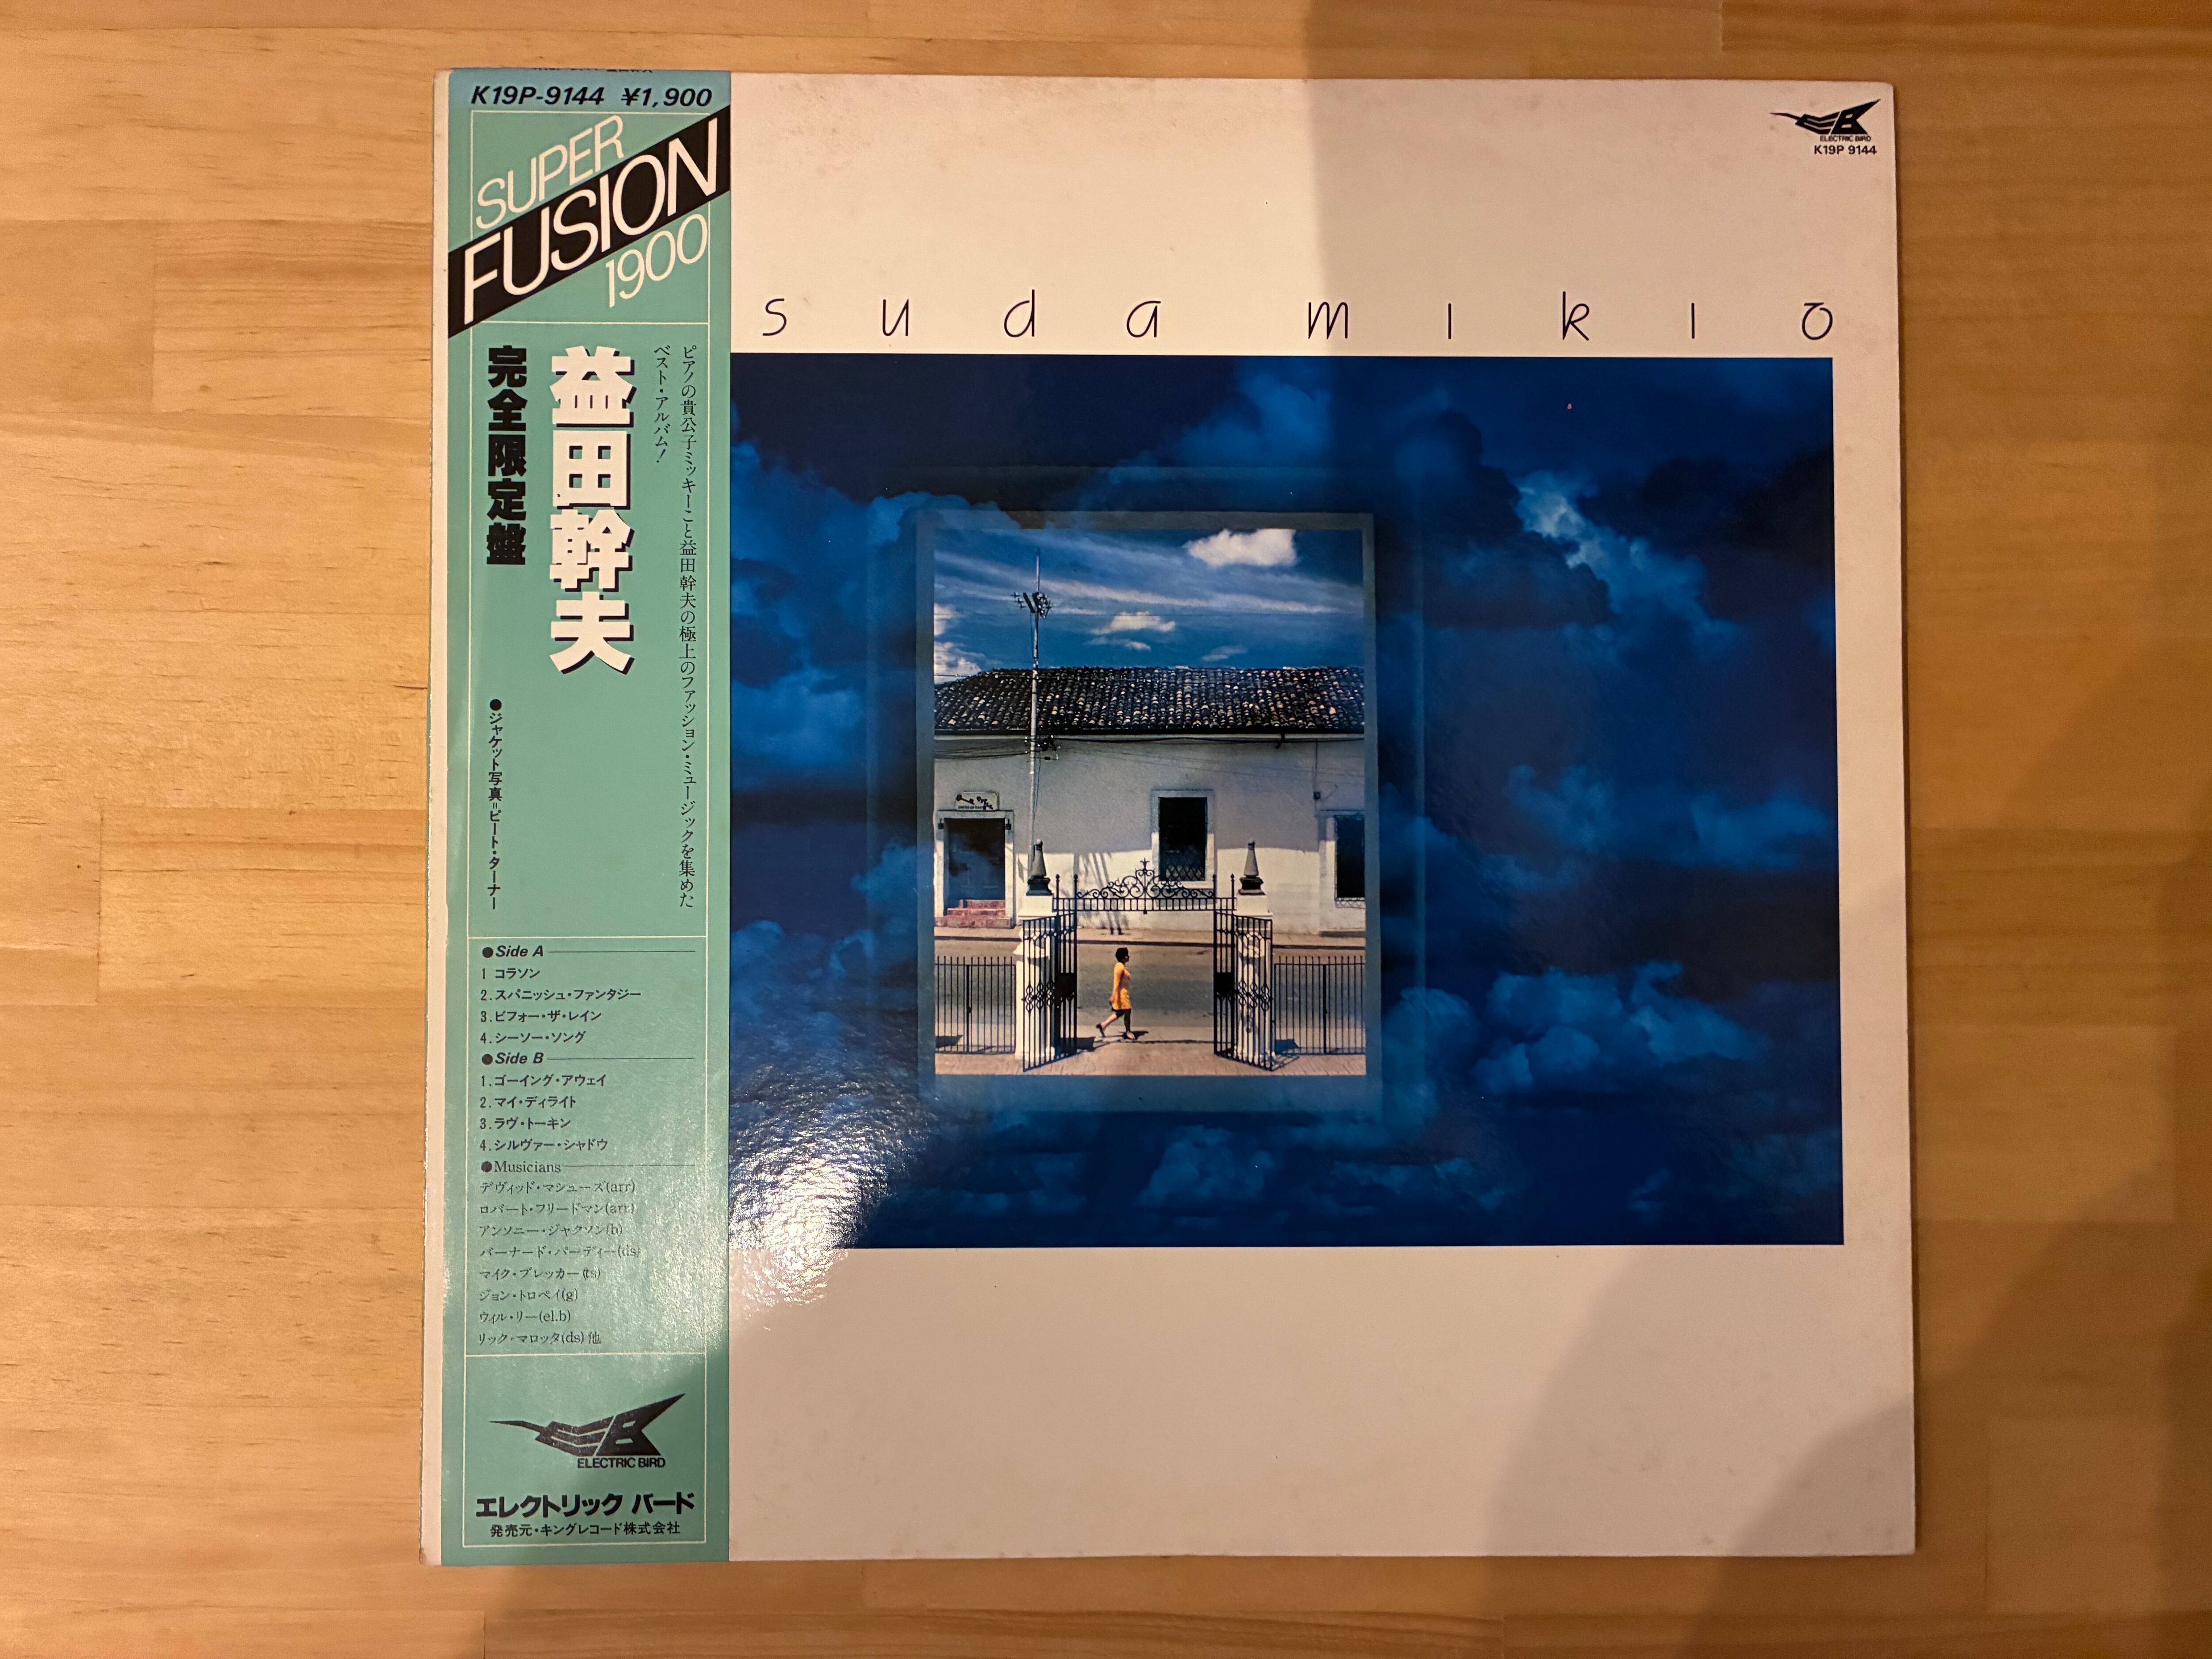 K19P-9144 ¥1,900
SUPER
FUSION
1900
ピアノの貴公子ミッキーこと益田幹夫の極上のファッション・ミュージックを集めた
ベスト・アルバム!
益田幹夫
完全限定盤
●ジャケット写真=ピート・ターナー
●Side A
1 コラソン
2.スパニッシュ・ファンタジー
3.ビフォー・ザ・レイン
4.シーソー・ソング
●Side B
1.ゴーイング・アウェイ
2.マイ・ディライト
3.ラヴ・トーキン
4.シルヴァー・シャドウ
●Musicians
デヴィッド・マシューズ(arr)
ロバート・フリードマン(arr)
アンソニー・ジャクソン(b)
バーナード・パーディー(ds)
マイク・ブレッカー(ts)
ジョン・トロペイ(g)
ウィル・リー(el.b)
リック・マロッタ(ds)他
ELECTRIC BIRD
エレクトリック バード
発売元・キングレコード株式会社
ELECTRIC BIRD
K19P 9144
suda mikio